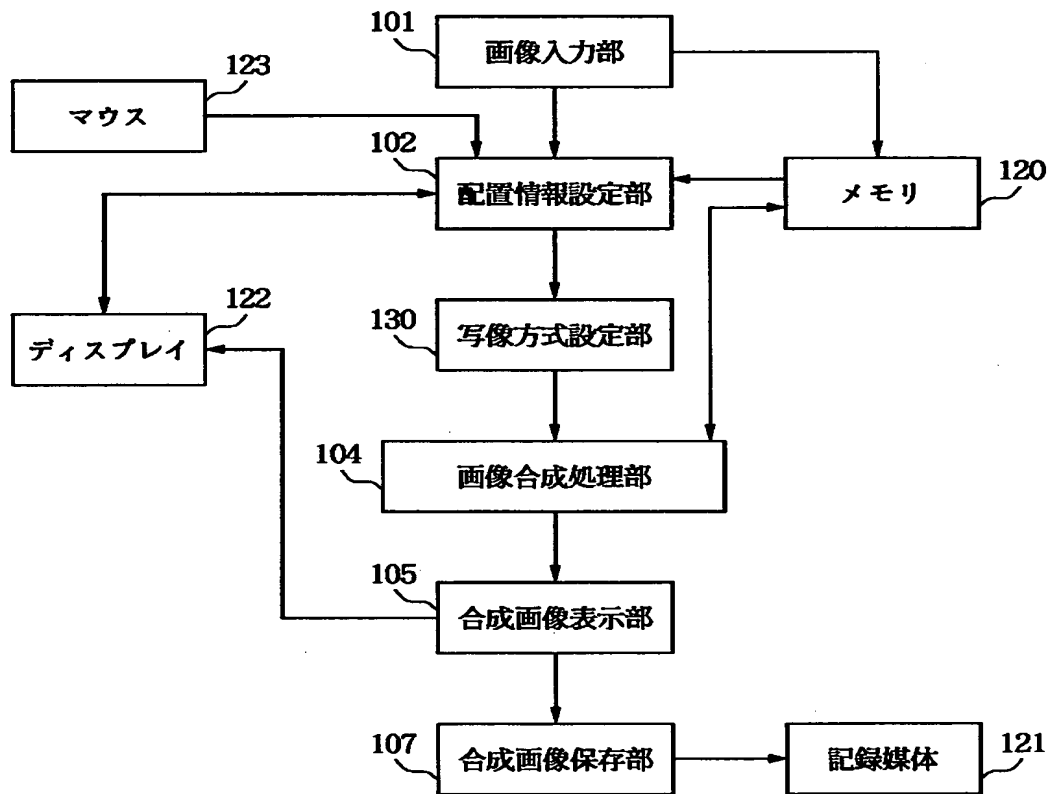 101
画像入力部
123
マウス
102
配置情報設定部
メモリ
120
122
ディスプレイ
130
写像方式設定部
104
画像合成処理部
105
合成画像表示部
107
合成画像保存部
記録媒体
121